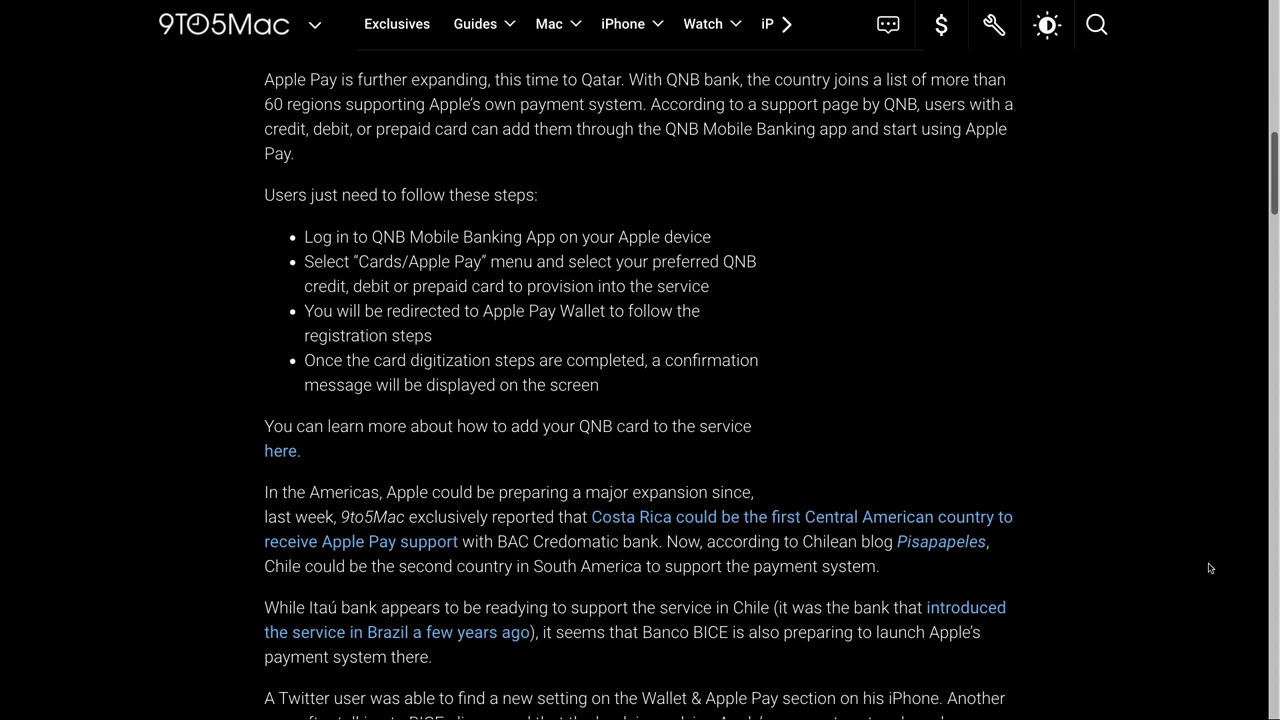 9TO5Mac
Exclusives Guides Mac iPhone Watch iP
Apple Pay is further expanding, this time to Qatar. With QNB bank, the country joins a list of more than
60 regions supporting Apple’s own payment system. According to a support page by QNB, users with a
credit, debit, or prepaid card can add them through the QNB Mobile Banking app and start using Apple
Pay.
Users just need to follow these steps:
• Log in to QNB Mobile Banking App on your Apple device
• Select “Cards/Apple Pay” menu and select your preferred QNB
credit, debit or prepaid card to provision into the service
• You will be redirected to Apple Pay Wallet to follow the
registration steps
• Once the card digitization steps are completed, a confirmation
message will be displayed on the screen
You can learn more about how to add your QNB card to the service
here.
In the Americas, Apple could be preparing a major expansion since,
last week, 9to5Mac exclusively reported that Costa Rica could be the first Central American country to
receive Apple Pay support with BAC Credomatic bank. Now, according to Chilean blog Pisapapeles,
Chile could be the second country in South America to support the payment system.
While Itaú bank appears to be readying to support the service in Chile (it was the bank that introduced
the service in Brazil a few years ago), it seems that Banco BICE is also preparing to launch Apple’s
payment system there.
A Twitter user was able to find a new setting on the Wallet & Apple Pay section on his iPhone. Another